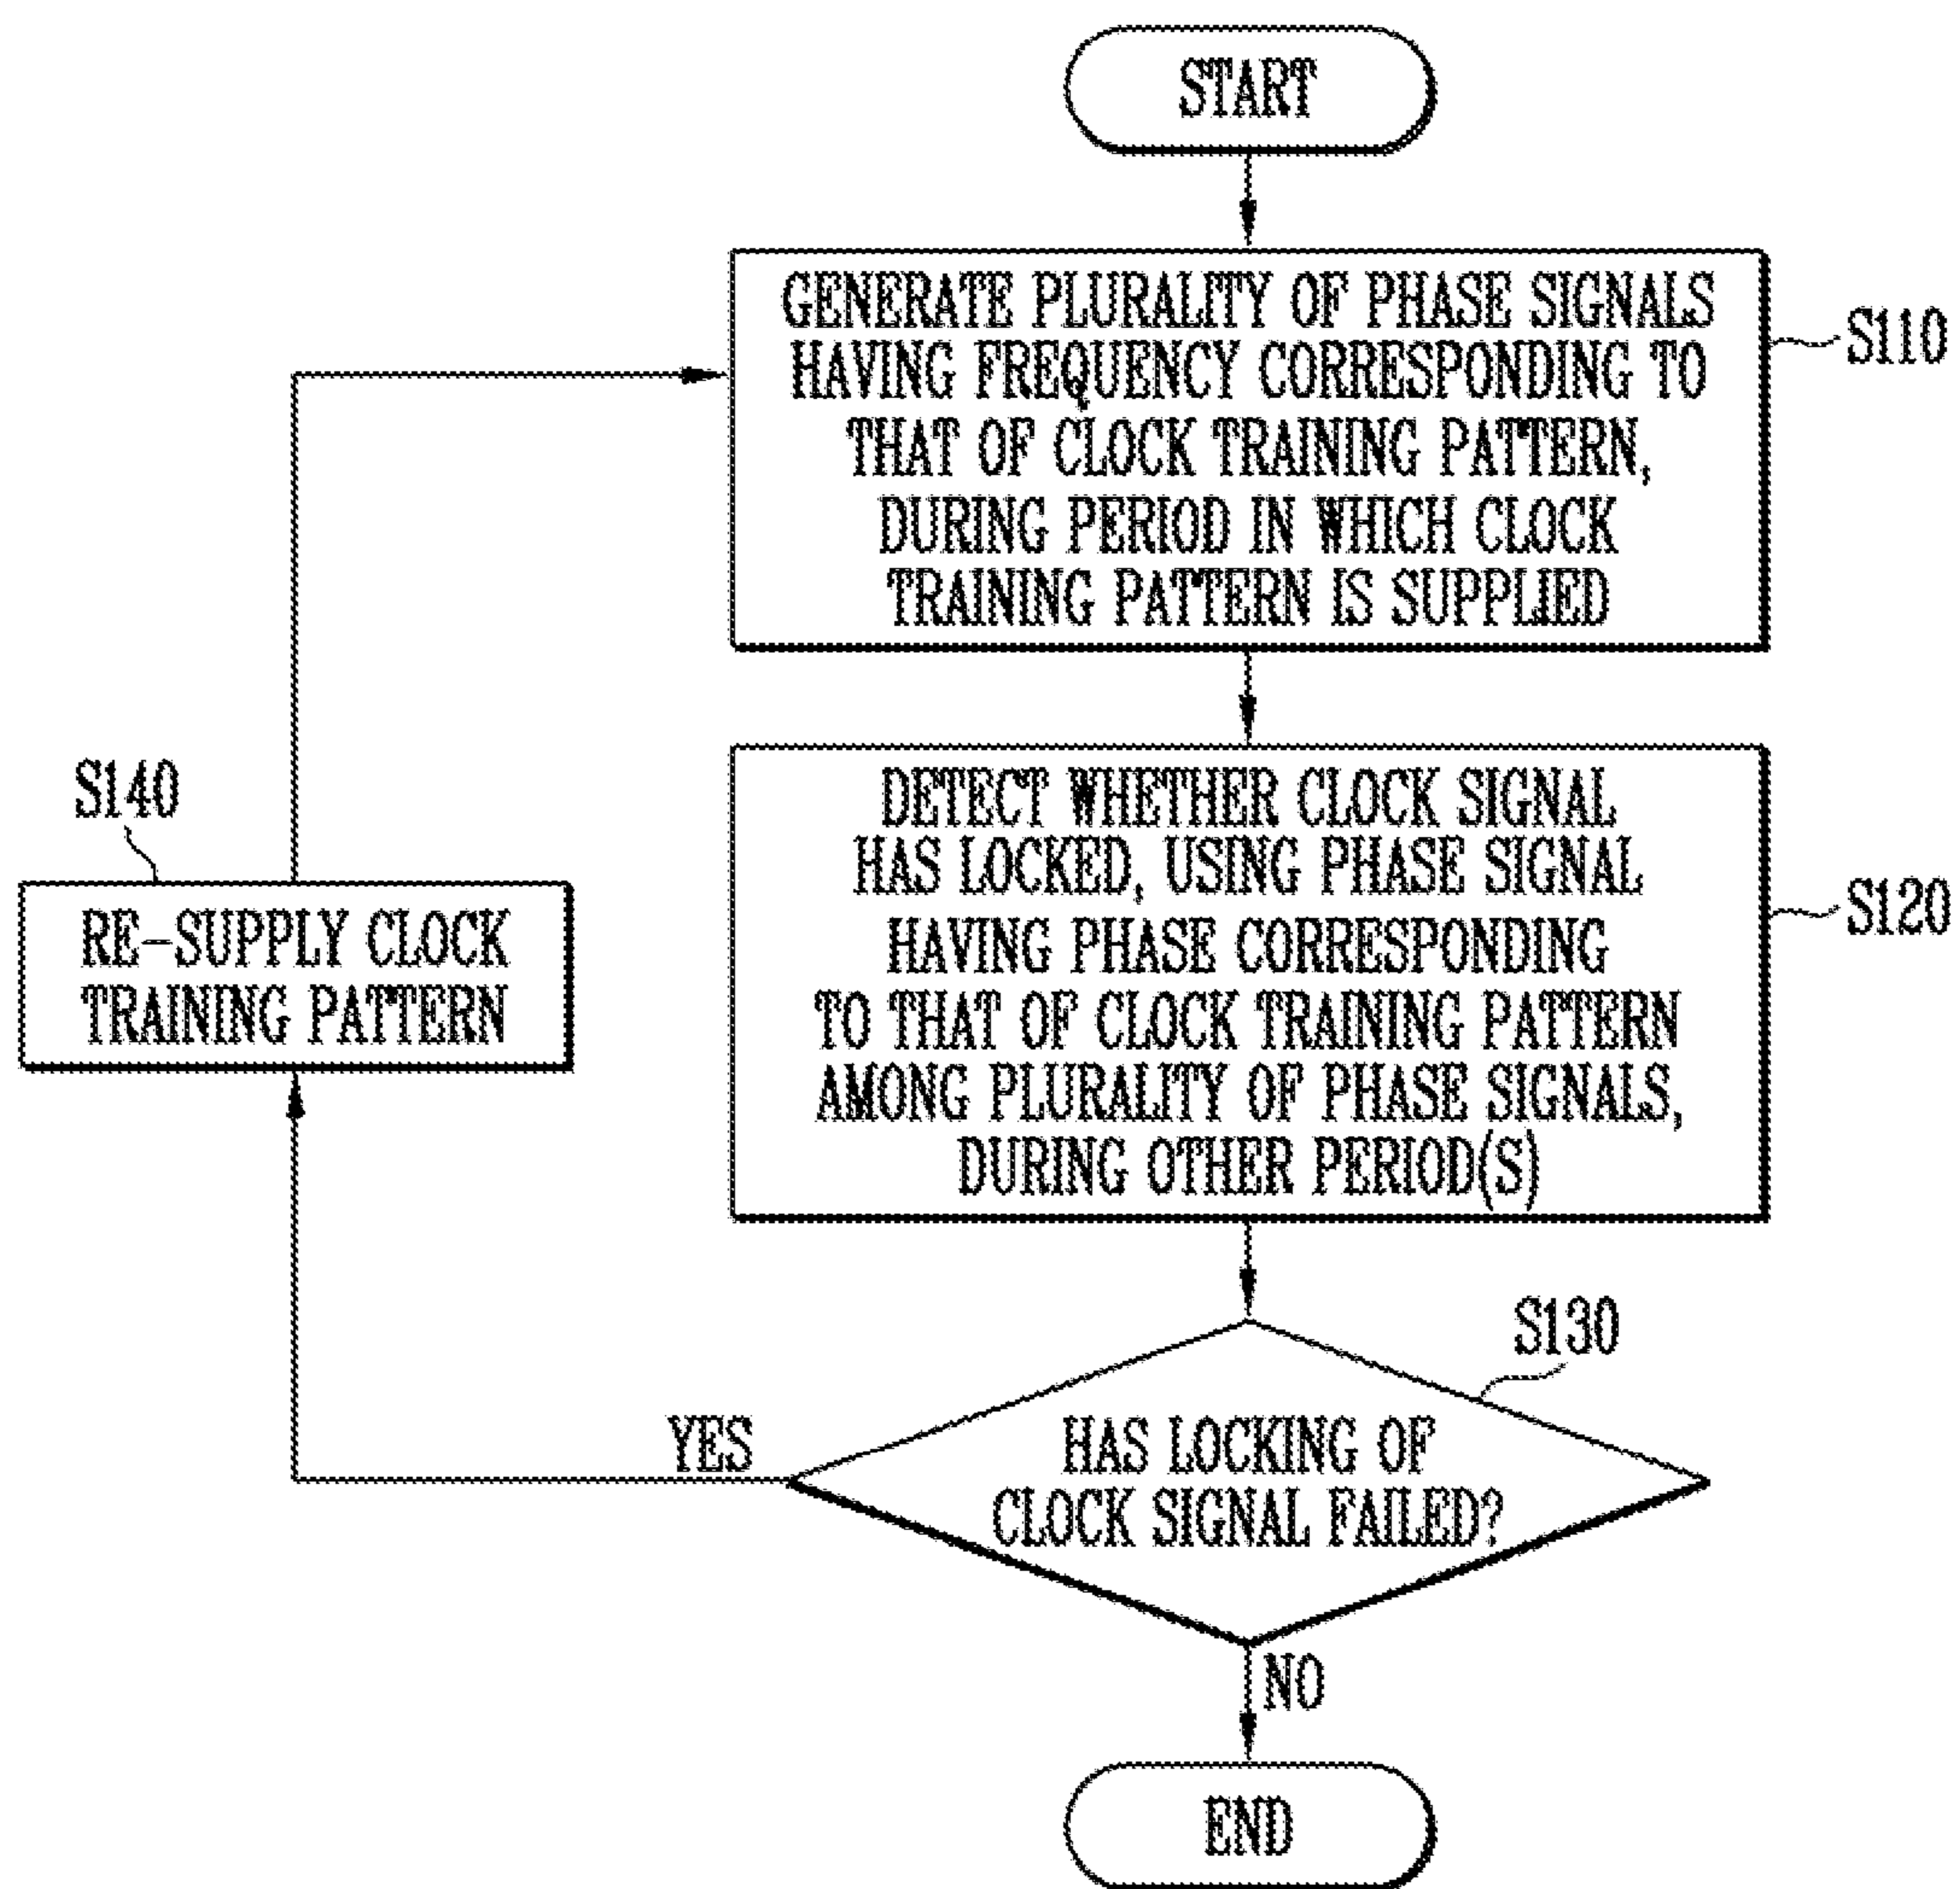 START
GENERATE PLURALITY OF PHASE SIGNALS
HAVING FREQUENCY CORRESPONDING TO
THAT OF CLOCK TRAINING PATTERN,
DURING PERIOD IN WHICH CLOCK
TRAINING PATTERN IS SUPPLIED
S110
DETECT WHETHER CLOCK SIGNAL
HAS LOCKED, USING PHASE SIGNAL
HAVING PHASE CORRESPONDING
TO THAT OF CLOCK TRAINING PATTERN
AMONG PLURALITY OF PHASE SIGNALS,
DURING OTHER PERIOD(S)
S120
S140
RE-SUPPLY CLOCK
TRAINING PATTERN
S130
HAS LOCKING OF
CLOCK SIGNAL FAILED?
YES
NO
END